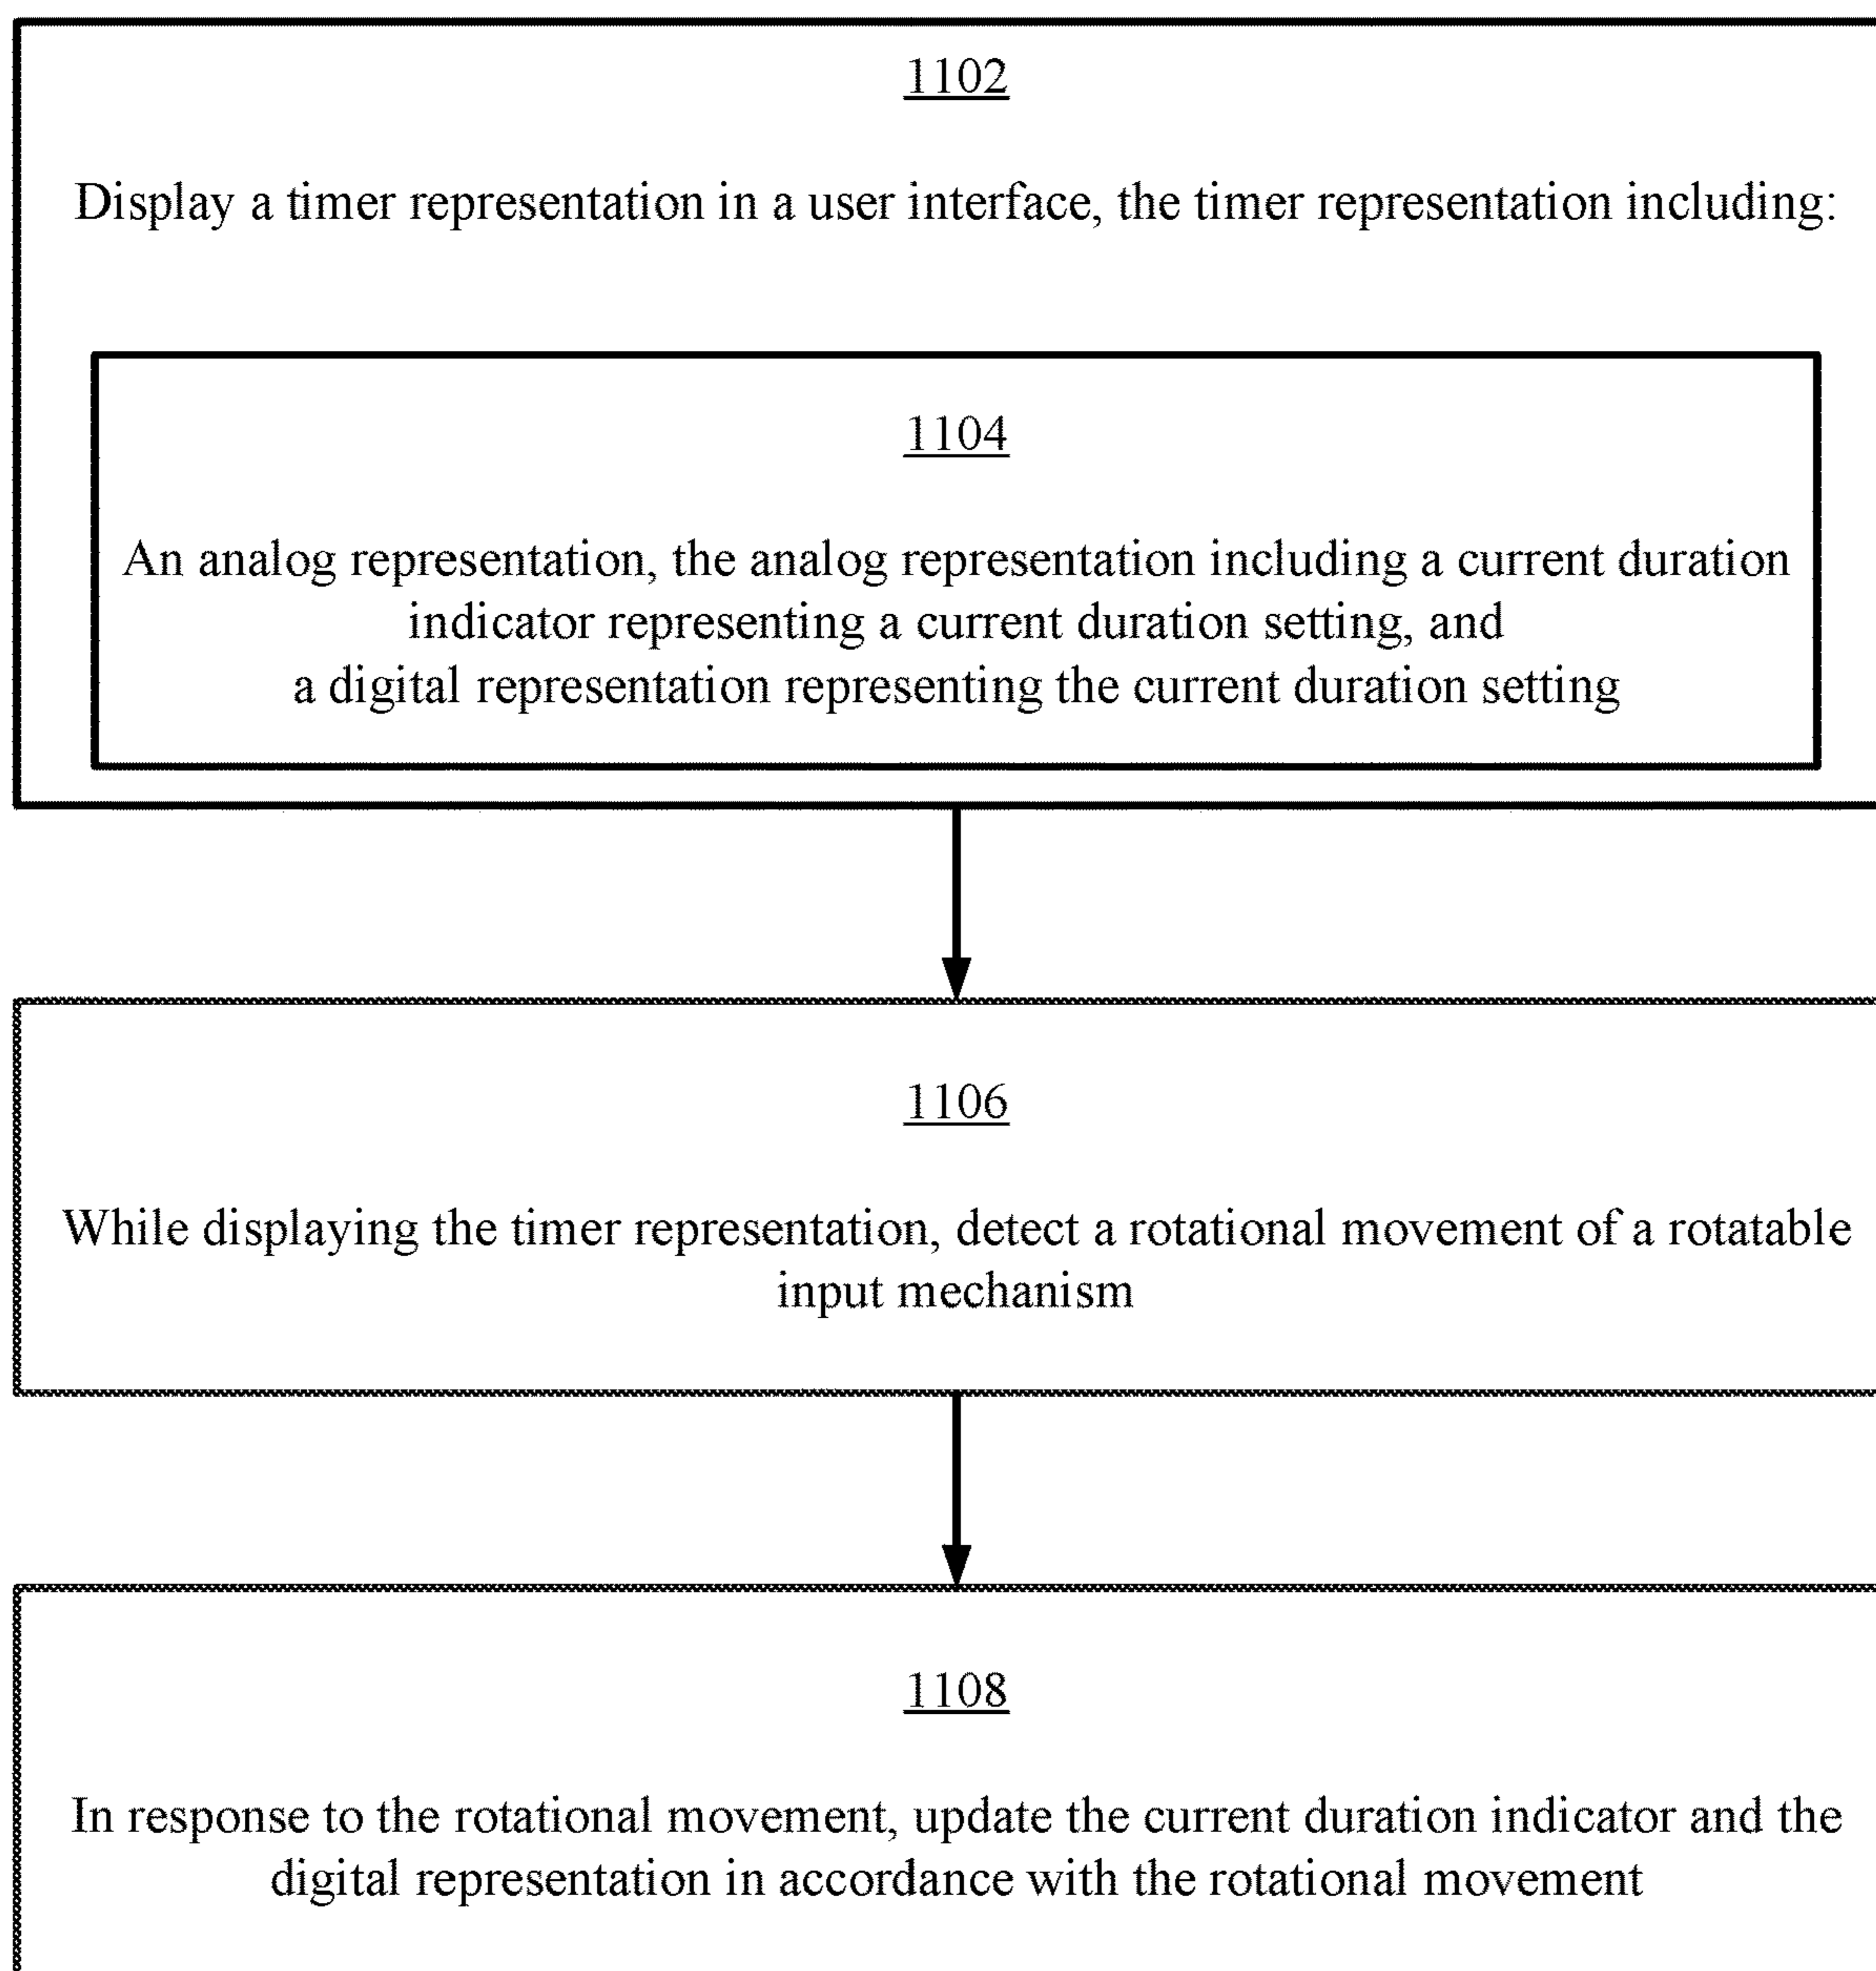 1102
Display a timer representation in a user interface, the timer representation including:
1104
An analog representation, the analog representation including a current duration
indicator representing a current duration setting, and
a digital representation representing the current duration setting
1106
While displaying the timer representation, detect a rotational movement of a rotatable
input mechanism
1108
In response to the rotational movement, update the current duration indicator and the
digital representation in accordance with the rotational movement